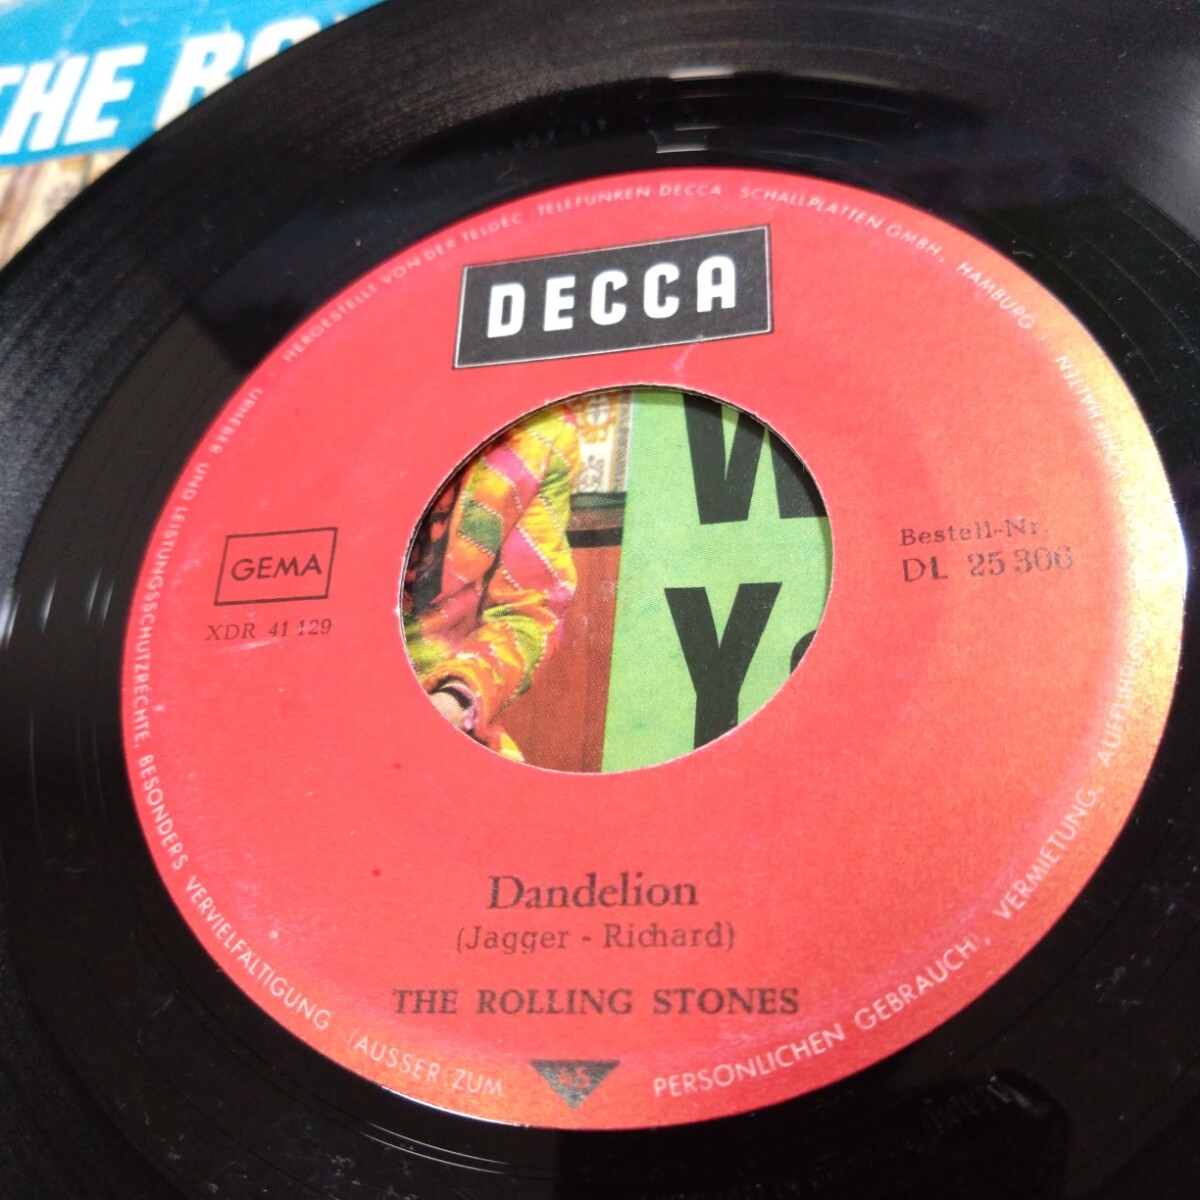 THE RO
DECCA
HERGESTELLT VON DER TELDEC TELEFUNKEN-DECCA SCHALLPLATTEN GMBH., HAMBURG
URHEBER UND LEISTUNGSSCHUTZRECHTE, BESONDERS VERVIELFÄLTIGUNG (AUSSER ZUM PERSÖNLICHEN GEBRAUCH), VERMIETUNG, AUFFÜHRUNG
VORBEHALTEN
GEMA
XDR 41 129
Bestell-Nr.
DL 25 306
W
Y
Dandelion
(Jagger - Richard)
THE ROLLING STONES
45